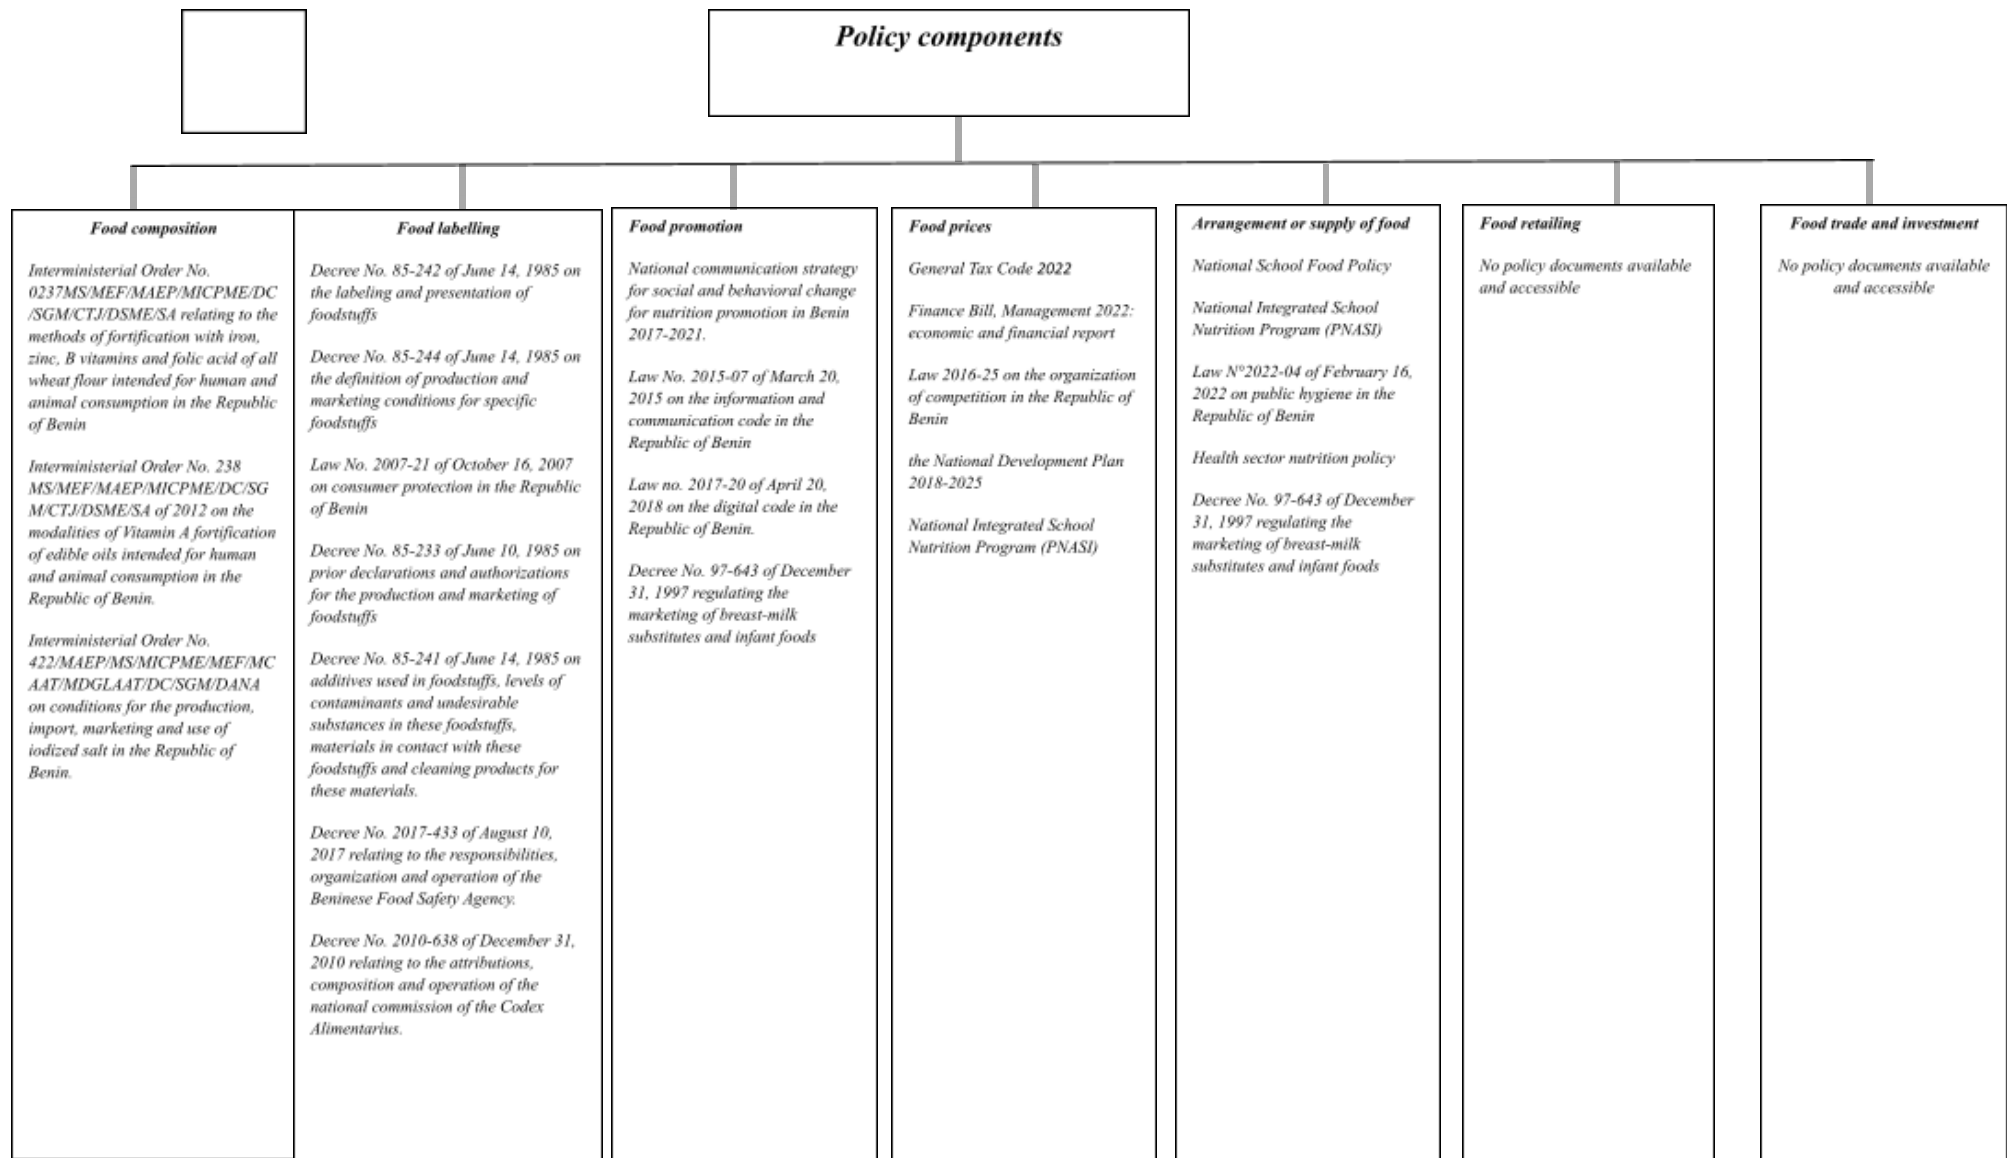 Policy components
Food composition
Interministerial Order No.
0237MS/MEF/MAEP/MICPME/DC
/SGM/CTJ/DSME/SA relating to the
methods of fortification with iron,
zinc, B vitamins and folic acid of all
wheat flour intended for human and
animal consumption in the Republic
of Benin
Interministerial Order No. 238
MS/MEF/MAEP/MICPME/DC/SG
M/CTJ/DSME/SA of 2012 on the
modalities of Vitamin A fortification
of edible oils intended for human
and animal consumption in the
Republic of Benin.
Interministerial Order No.
422/MAEP/MS/MICPME/MEF/MC
AAT/MDGLAAT/DC/SGM/DANA
on conditions for the production,
import, marketing and use of
iodized salt in the Republic of
Benin.
Food labelling
Decree No. 85-242 of June 14, 1985 on
the labeling and presentation of
foodstuffs
Decree No. 85-244 of June 14, 1985 on
the definition of production and
marketing conditions for specific
foodstuffs
Law No. 2007-21 of October 16, 2007
on consumer protection in the Republic
of Benin
Decree No. 85-233 of June 10, 1985 on
prior declarations and authorizations
for the production and marketing of
foodstuffs
Decree No. 85-241 of June 14, 1985 on
additives used in foodstuffs, levels of
contaminants and undesirable
substances in these foodstuffs,
materials in contact with these
foodstuffs and cleaning products for
these materials.
Decree No. 2017-433 of August 10,
2017 relating to the responsibilities,
organization and operation of the
Beninese Food Safety Agency.
Decree No. 2010-638 of December 31,
2010 relating to the attributions,
composition and operation of the
national commission of the Codex
Alimentarius.
Food promotion
National communication strategy
for social and behavioral change
for nutrition promotion in Benin
2017-2021.
Law No. 2015-07 of March 20,
2015 on the information and
communication code in the
Republic of Benin
Law no. 2017-20 of April 20,
2018 on the digital code in the
Republic of Benin.
Decree No. 97-643 of December
31, 1997 regulating the
marketing of breast-milk
substitutes and infant foods
Food prices
General Tax Code 2022
Finance Bill, Management 2022:
economic and financial report
Law 2016-25 on the organization
of competition in the Republic of
Benin
the National Development Plan
2018-2025
National Integrated School
Nutrition Program (PNASI)
Arrangement or supply of food
National School Food Policy
National Integrated School
Nutrition Program (PNASI)
Law N°2022-04 of February 16,
2022 on public hygiene in the
Republic of Benin
Health sector nutrition policy
Decree No. 97-643 of December
31, 1997 regulating the
marketing of breast-milk
substitutes and infant foods
Food retailing
No policy documents available
and accessible
Food trade and investment
No policy documents available
and accessible